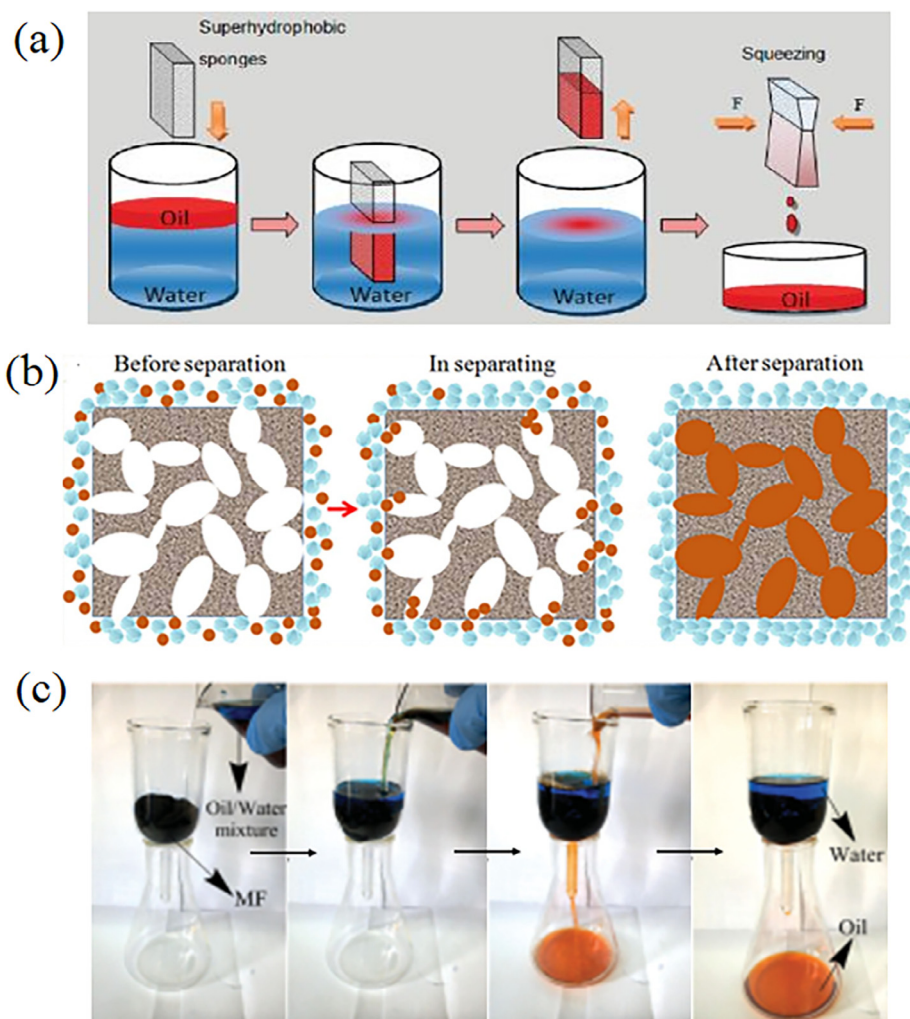 (a)
Superhydrophobic
sponges
Squeezing
F
F
Oil
Water
Water
Water
Oil
(b)
Before separation
In separating
After separation
(c)
Oil/Water
mixture
MF
Water
Oil